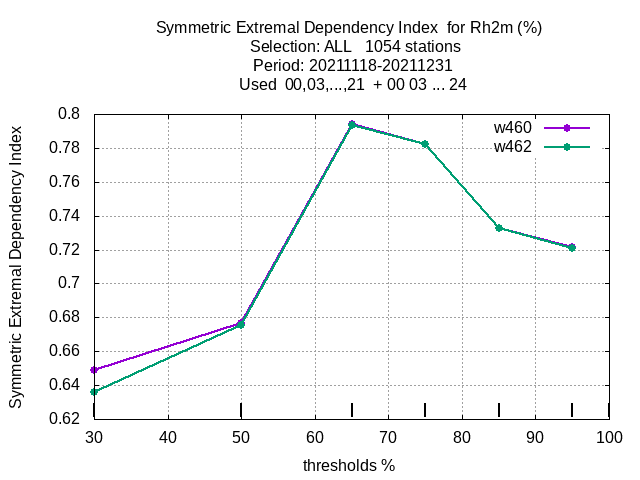 Symmetric Extremal Dependency Index  for Rh2m (%)
Selection: ALL   1054 stations
Period: 20211118-20211231
Used  00,03,...,21  + 00 03 ... 24
w460
w462
Symmetric Extremal Dependency Index
0.8
0.78
0.76
0.74
0.72
0.7
0.68
0.66
0.64
0.62
30 40 50 60 70 80 90 100
thresholds %